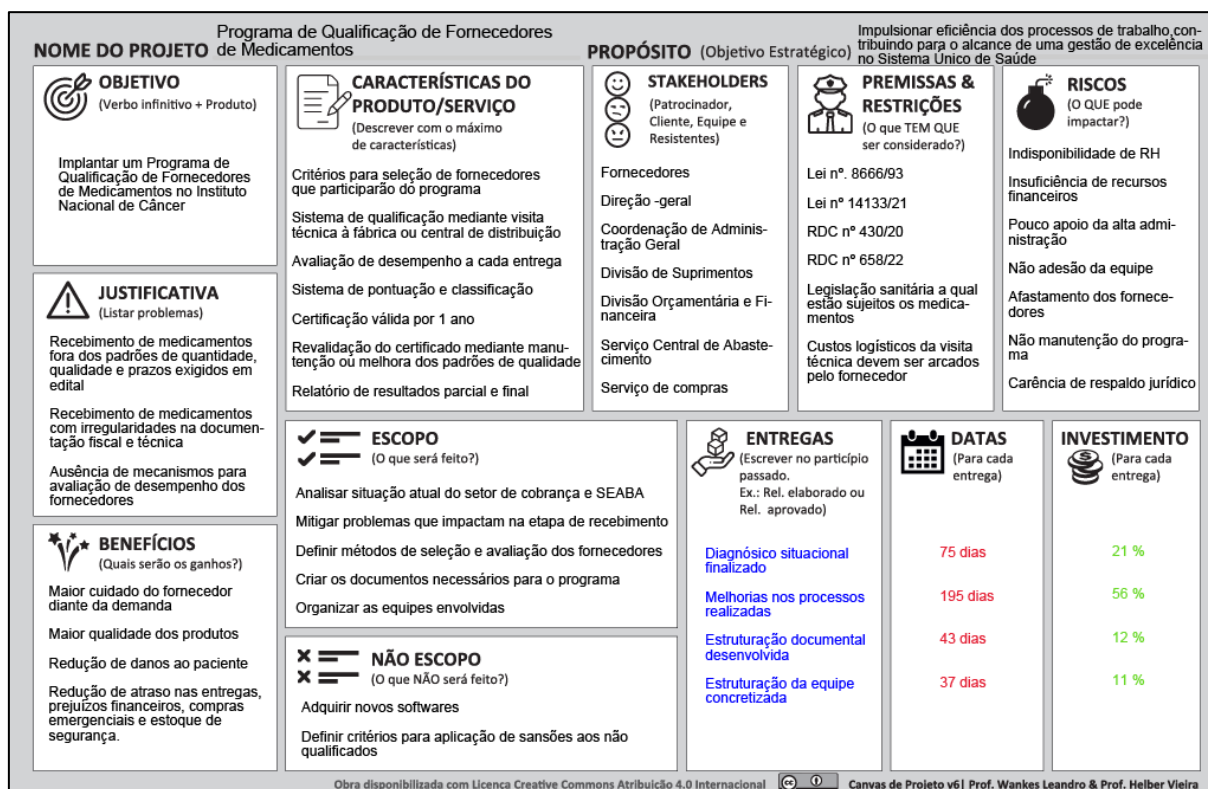 NOME DO PROJETO
Programa de Qualificação de Fornecedores
de Medicamentos
PROPÓSITO (Objetivo Estratégico)
Impulsionar eficiência dos processos de trabalho,con-
tribuindo para o alcance de uma gestão de excelência
no Sistema Unico de Saúde
OBJETIVO
(Verbo infinitivo + Produto)
Implantar um Programa de
Qualificação de Fornecedores
de Medicamentos no Instituto
Nacional de Câncer
JUSTIFICATIVA
(Listar problemas)
Recebimento de medicamentos
fora dos padrões de quantidade,
qualidade e prazos exigidos em
edital
Recebimento de medicamentos
com irregularidades na documen-
tação fiscal e técnica
Ausência de mecanismos para
avaliação de desempenho dos
fornecedores
BENEFÍCIOS
(Quais serão os ganhos?)
Maior cuidado do fornecedor
diante da demanda
Maior qualidade dos produtos
Redução de danos ao paciente
Redução de atraso nas entregas,
prejuízos financeiros, compras
emergenciais e estoque de
segurança.
CARACTERÍSTICAS DO
PRODUTO/SERVIÇO
(Descrever com o máximo
de características)
Critérios para seleção de fornecedores
que participarão do programa
Sistema de qualificação mediante visita
técnica à fábrica ou central de distribuição
Avaliação de desempenho a cada entrega
Sistema de pontuação e classificação
Certificação válida por 1 ano
Revalidação do certificado mediante manu-
tenção ou melhora dos padrões de qualidade
Relatório de resultados parcial e final
STAKEHOLDERS
(Patrocinador,
Cliente, Equipe e
Resistentes)
Fornecedores
Direção -geral
Coordenação de Adminis-
tração Geral
Divisão de Suprimentos
Divisão Orçamentária e Fi-
nanceira
Serviço Central de Abaste-
cimento
Serviço de compras
PREMISSAS &
RESTRIÇÕES
(O que TEM QUE
ser considerado?)
Lei nº. 8666/93
Lei nº 14133/21
RDC nº 430/20
RDC nº 658/22
Legislação sanitária a qual
estão sujeitos os medica-
mentos
Custos logísticos da visita
técnica devem ser arcados
pelo fornecedor
RISCOS
(O QUE pode
impactar?)
Indisponibilidade de RH
Insuficiência de recursos
financeiros
Pouco apoio da alta admi-
nistração
Não adesão da equipe
Afastamento dos fornece-
dores
Não manutenção do progra-
ma
Carência de respaldo jurídico
ESCOPO
(O que será feito?)
Analisar situação atual do setor de cobrança e SEABA
Mitigar problemas que impactam na etapa de recebimento
Definir métodos de seleção e avaliação dos fornecedores
Criar os documentos necessários para o programa
Organizar as equipes envolvidas
NÃO ESCOPO
(O que NÃO será feito?)
Adquirir novos softwares
Definir critérios para aplicação de sansões aos não
qualificados
ENTREGAS
(Escrever no particípio
passado.
Ex.: Rel. elaborado ou
Rel. aprovado)
Diagnósico situacional
finalizado
Melhorias nos processos
realizadas
Estruturação documental
desenvolvida
Estruturação da equipe
concretizada
DATAS
(Para cada
entrega)
75 dias
195 dias
43 dias
37 dias
INVESTIMENTO
(Para cada
entrega)
21 %
56 %
12 %
11 %
Obra disponibilizada com Licença Creative Commons Atribuição 4.0 Internacional
Canvas de Projeto v6| Prof. Wankes Leandro & Prof. Helber Vieira